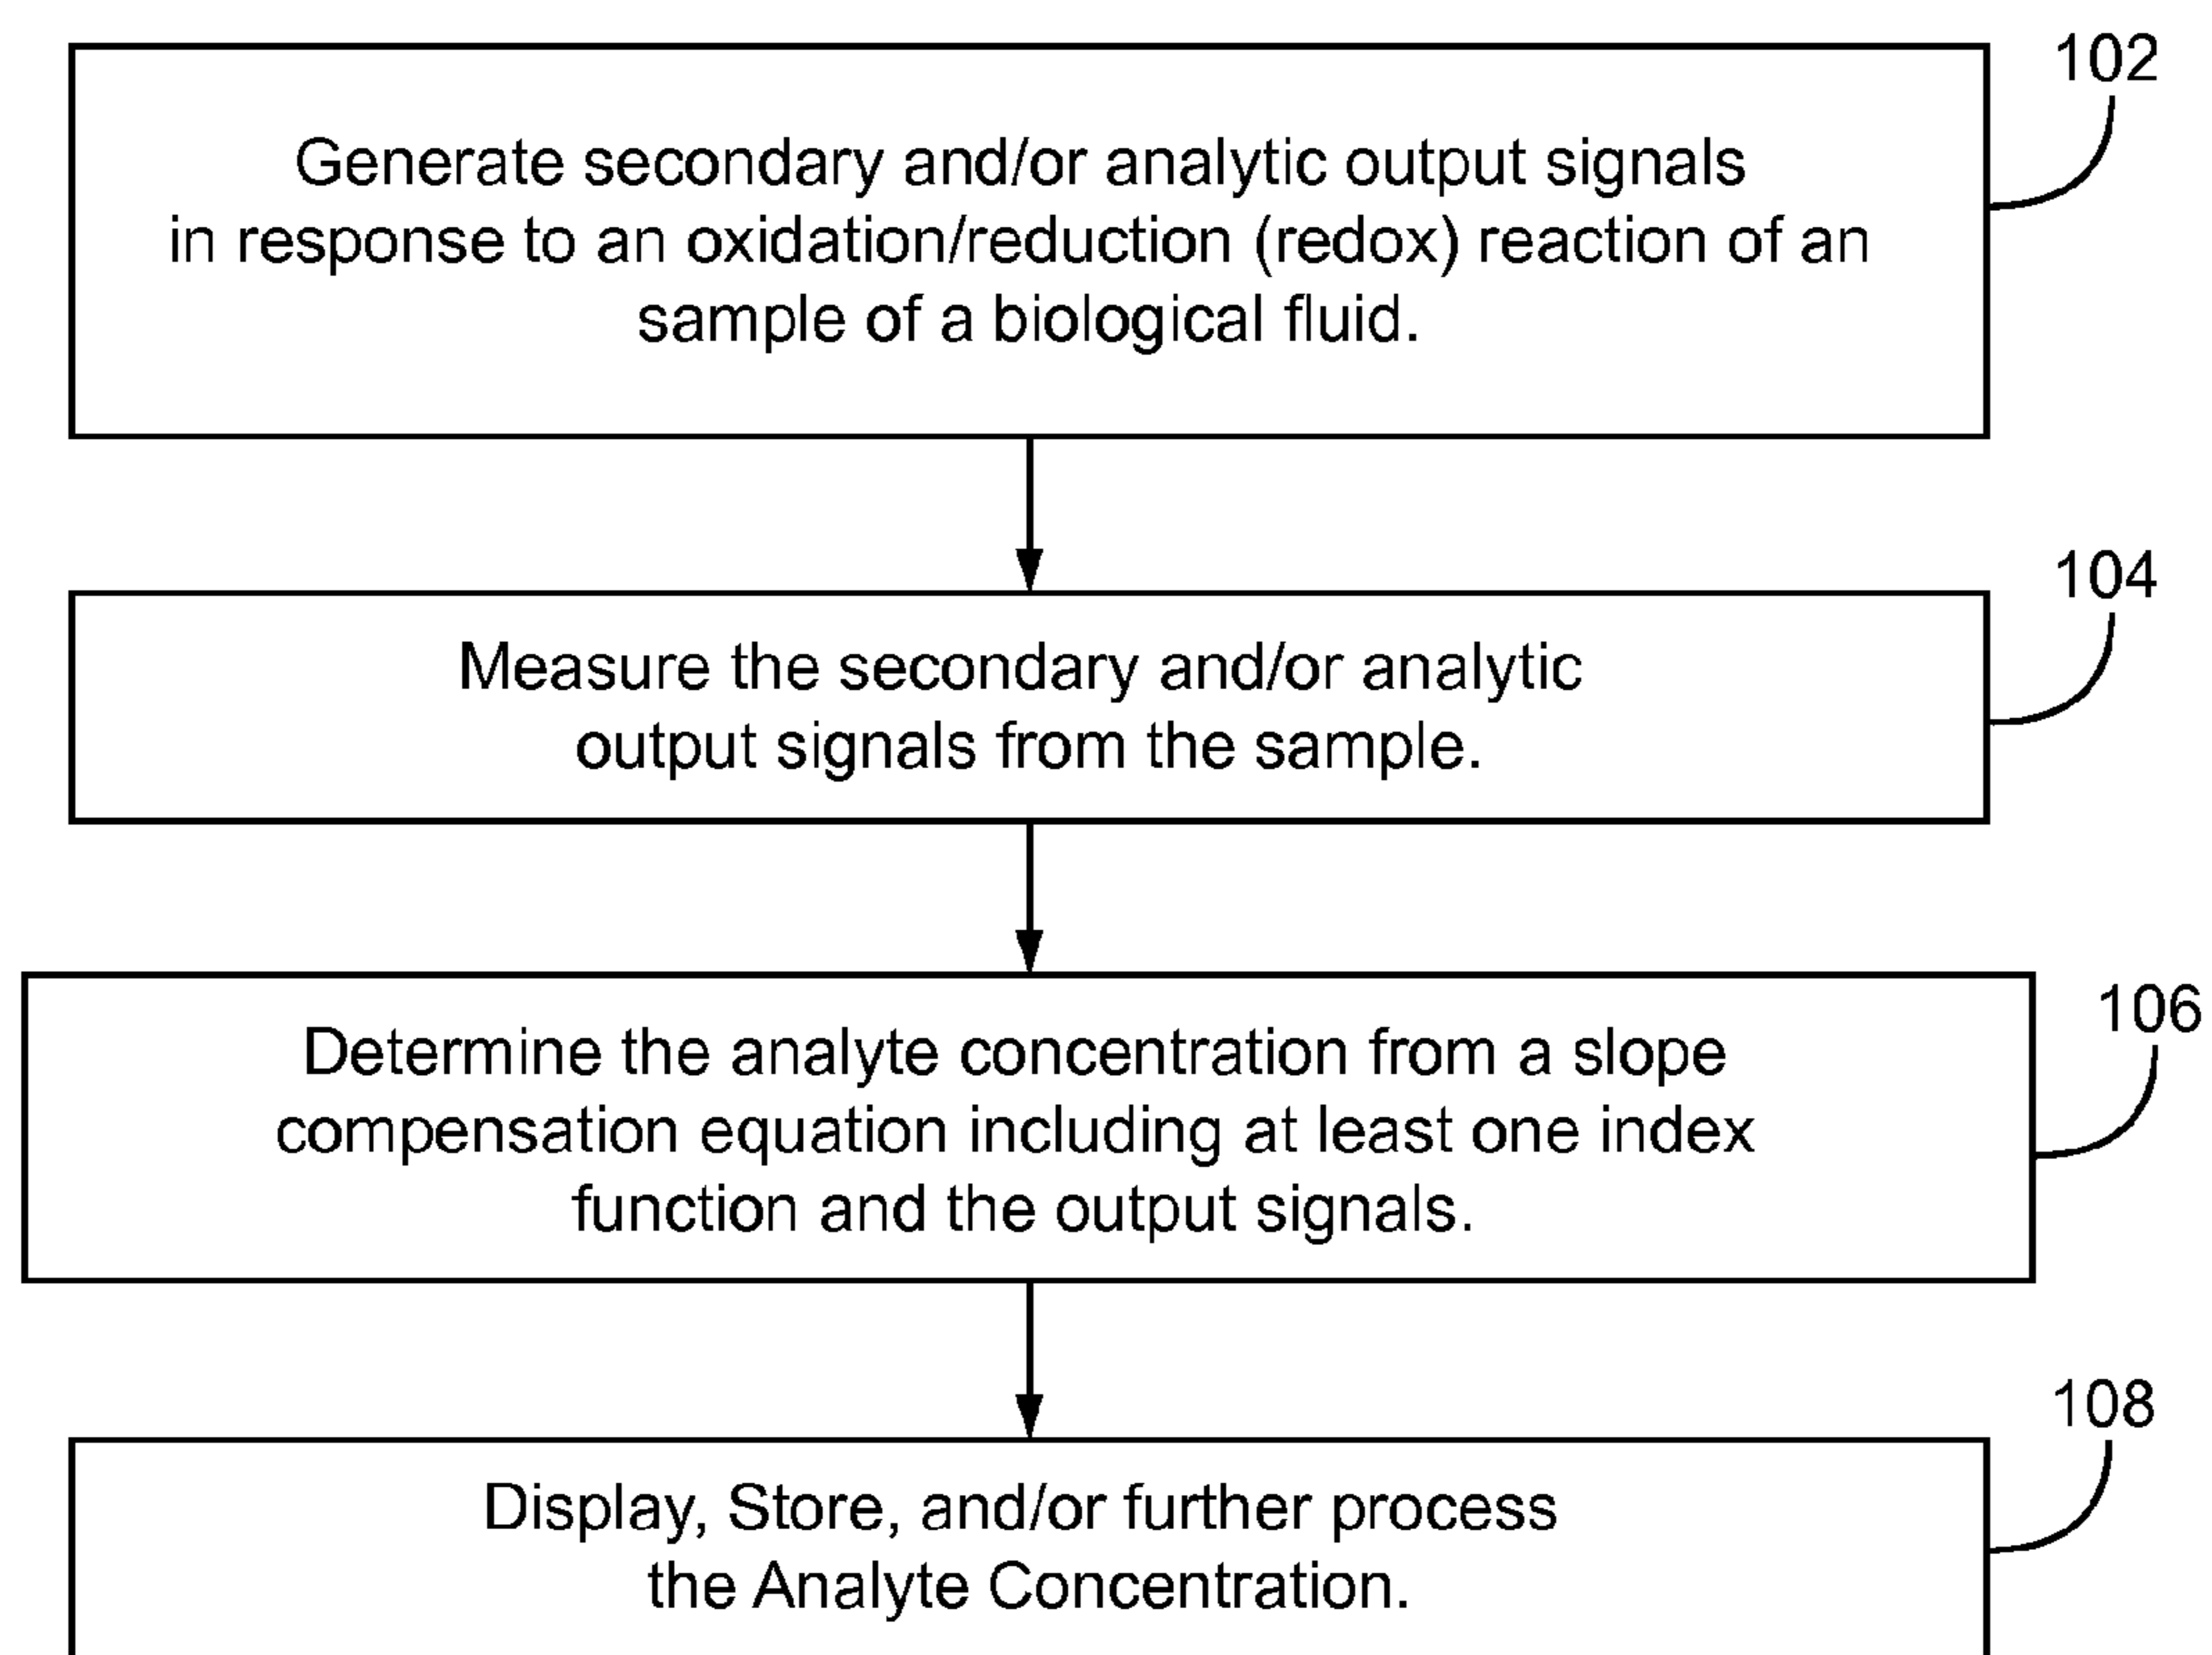 102
Generate secondary and/or analytic output signals
in response to an oxidation/reduction (redox) reaction of an
sample of a biological fluid.
104
Measure the secondary and/or analytic
output signals from the sample.
106
Determine the analyte concentration from a slope
compensation equation including at least one index
function and the output signals.
108
Display, Store, and/or further process
the Analyte Concentration.